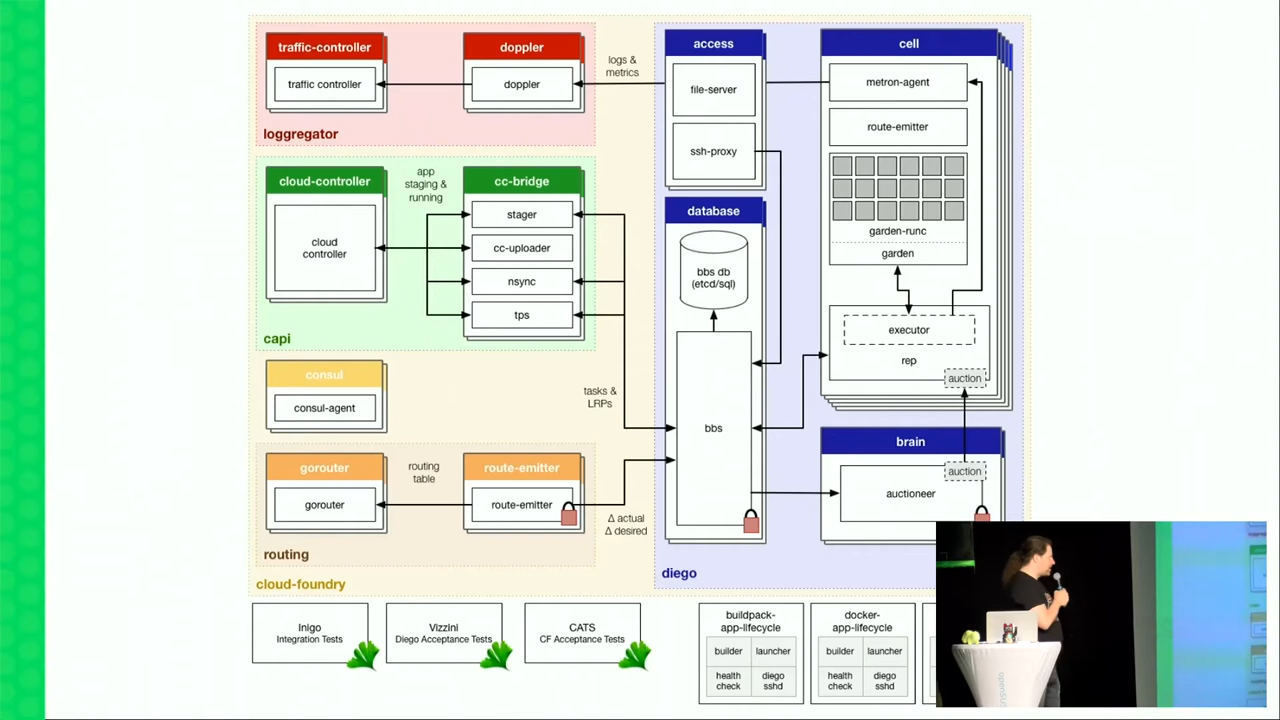 traffic-controller
traffic controller
doppler
doppler
logs &
metrics
loggregator
cloud-controller
cloud
controller
app
staging &
running
cc-bridge
stager
cc-uploader
nsync
tps
capi
consul
consul-agent
tasks &
LRPs
gorouter
gorouter
routing
table
route-emitter
route-emitter
Δ actual
Δ desired
routing
cloud-foundry
access
file-server
ssh-proxy
database
bbs db
(etcd/sql)
bbs
cell
metron-agent
route-emitter
garden-runc
garden
executor
rep
auction
brain
auction
auctioneer
diego
Inigo
Integration Tests
Vizzini
Diego Acceptance Tests
CATS
CF Acceptance Tests
buildpack-
app-lifecycle
builder
launcher
health
check
diego
sshd
docker-
app-lifecycle
builder
launcher
health
check
diego
sshd